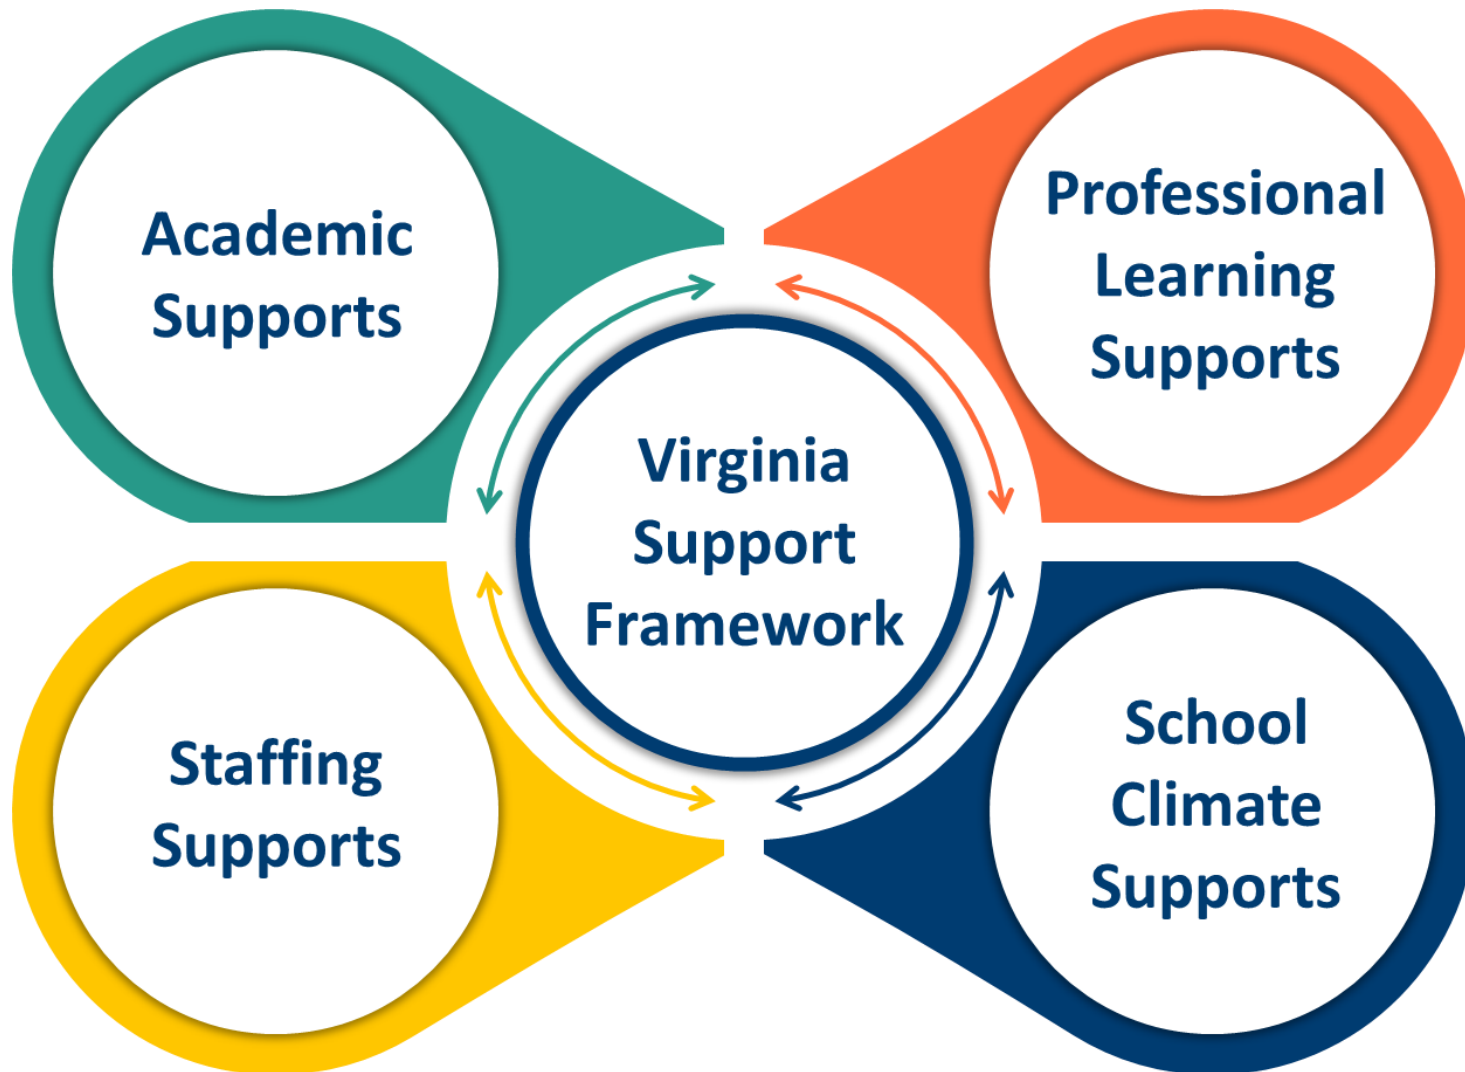 Academic
Supports
Professional
Learning
Supports
Virginia
Support
Framework
Staffing
Supports
School
Climate
Supports